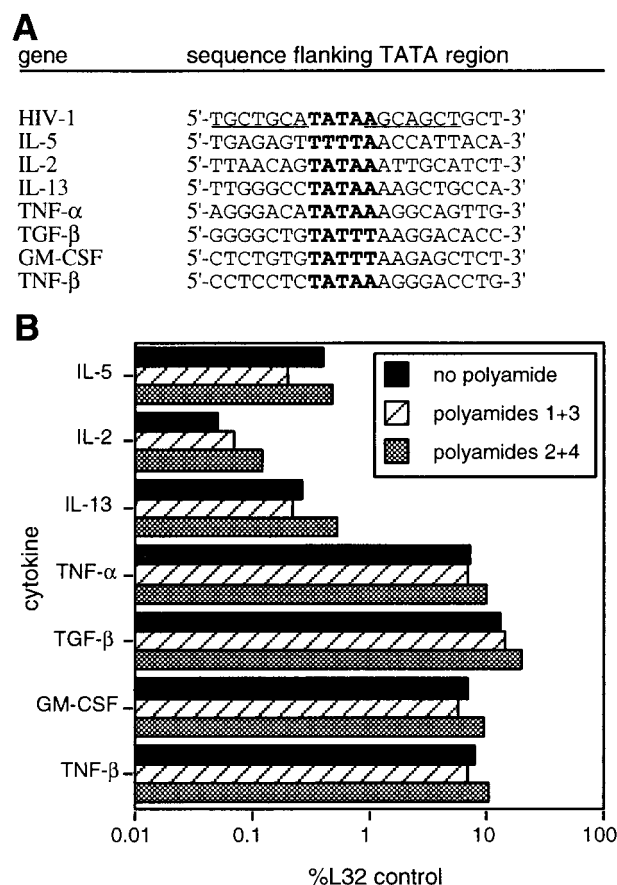 A
gene sequence flanking TATA region
HIV-1 5'-TGCTGCATATAAGCAGCTGCT-3'
IL-5 5'-TGAGAGTTTTTAACCATTACA-3'
IL-2 5'-TTAACAGTATAAATTGCATCT-3'
IL-13 5'-TTGGGCCTATAAAAGCTGCCA-3'
TNF-α 5'-AGGGACATATAAAGGCAGTTG-3'
TGF-β 5'-GGGGCTGTATTTAAGGACACC-3'
GM-CSF 5'-CTCTGTGTATTTAAGAGCTCT-3'
TNF-β 5'-CCTCCTCTATAAAGGGACCTG-3'
B
no polyamide
polyamides 1+3
polyamides 2+4
cytokine
IL-5
IL-2
IL-13
TNF-α
TGF-β
GM-CSF
TNF-β
0.01 0.1 1 10 100
%L32 control